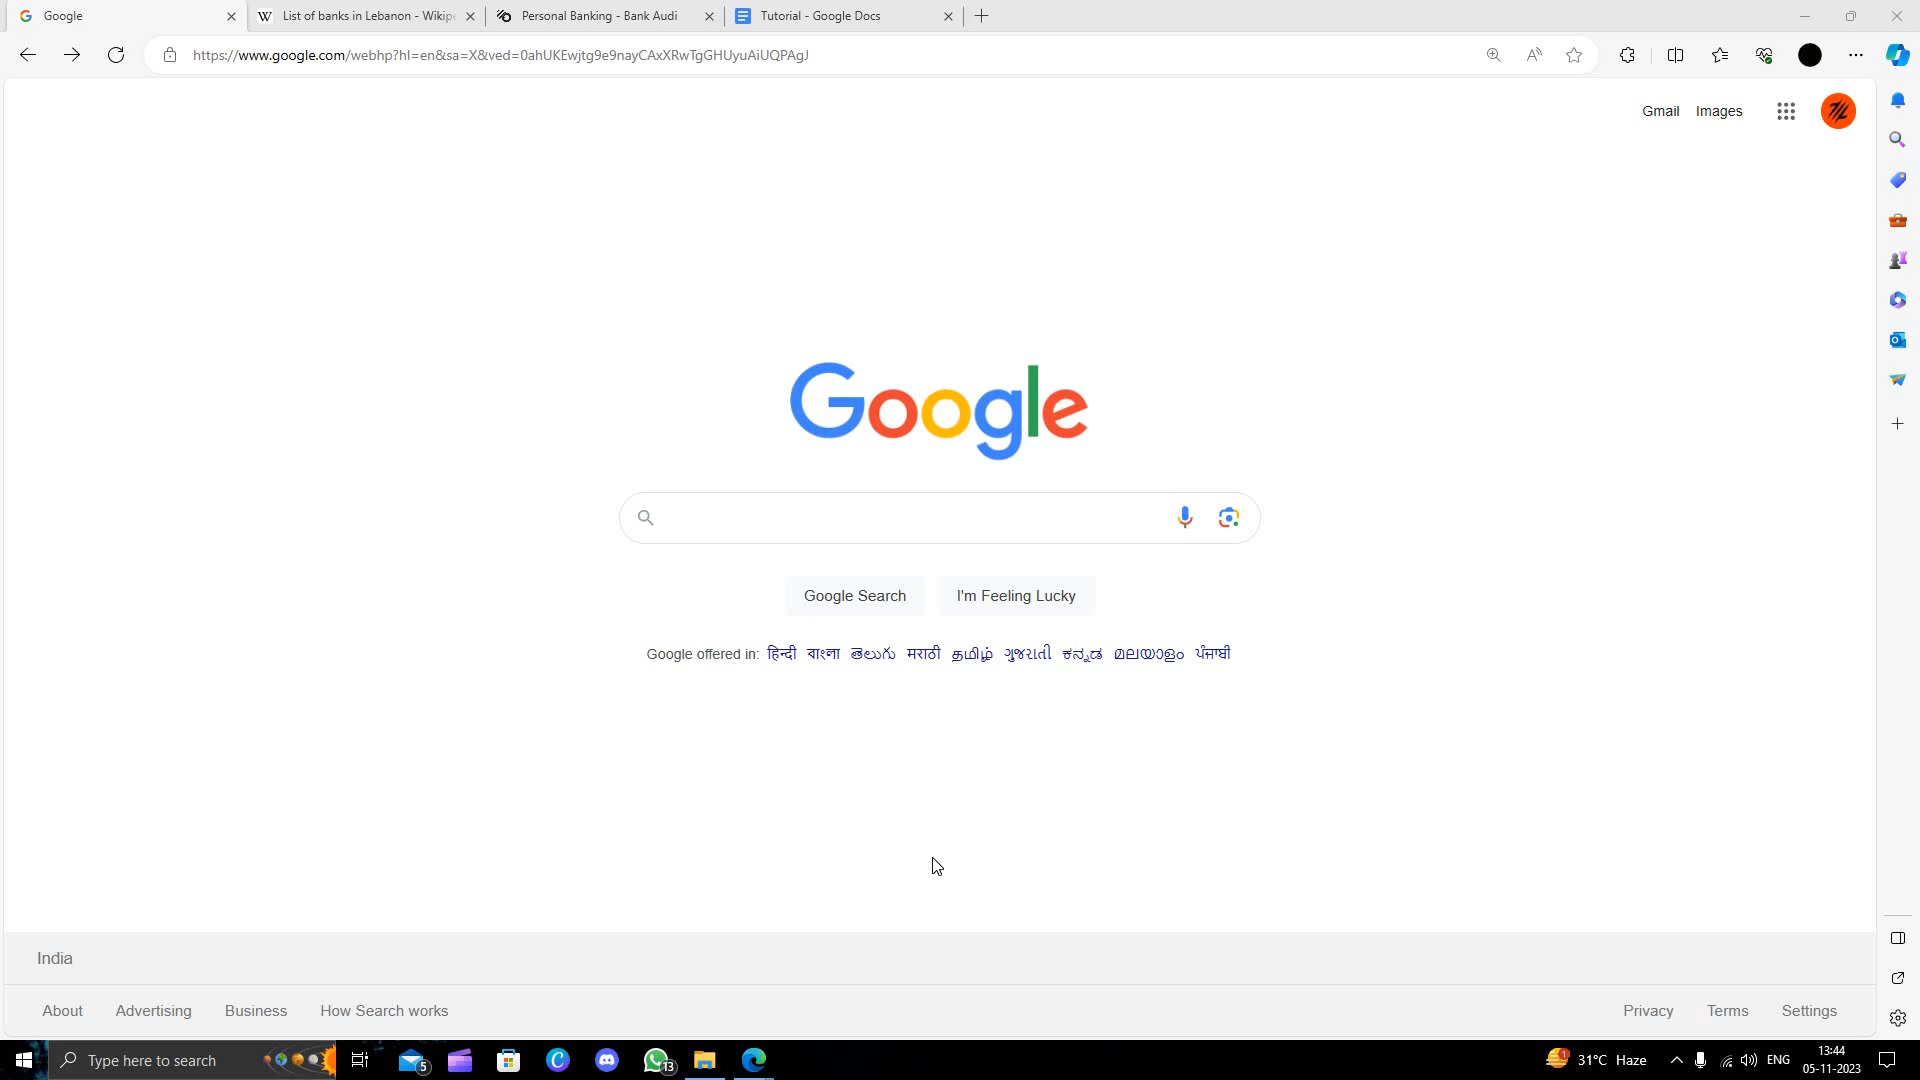 Google
List of banks in Lebanon - Wikipe
Personal Banking - Bank Audi
Tutorial - Google Docs
https://www.google.com/webhp?hl=en&sa=X&ved=0ahUKEwjtg9e9nayCAxXRwTgGHUyuAiUQPAgJ
Gmail Images
Google
Google Search I'm Feeling Lucky
Google offered in: हिन्दी বাংলা తెలుగు मराठी தமிழ் ગુજરાતી ಕನ್ನಡ മലയാളം ਪੰਜਾਬੀ
India
About Advertising Business How Search works
Privacy Terms Settings
Type here to search
5
13
1
31°C Haze
ENG
13:44
05-11-2023